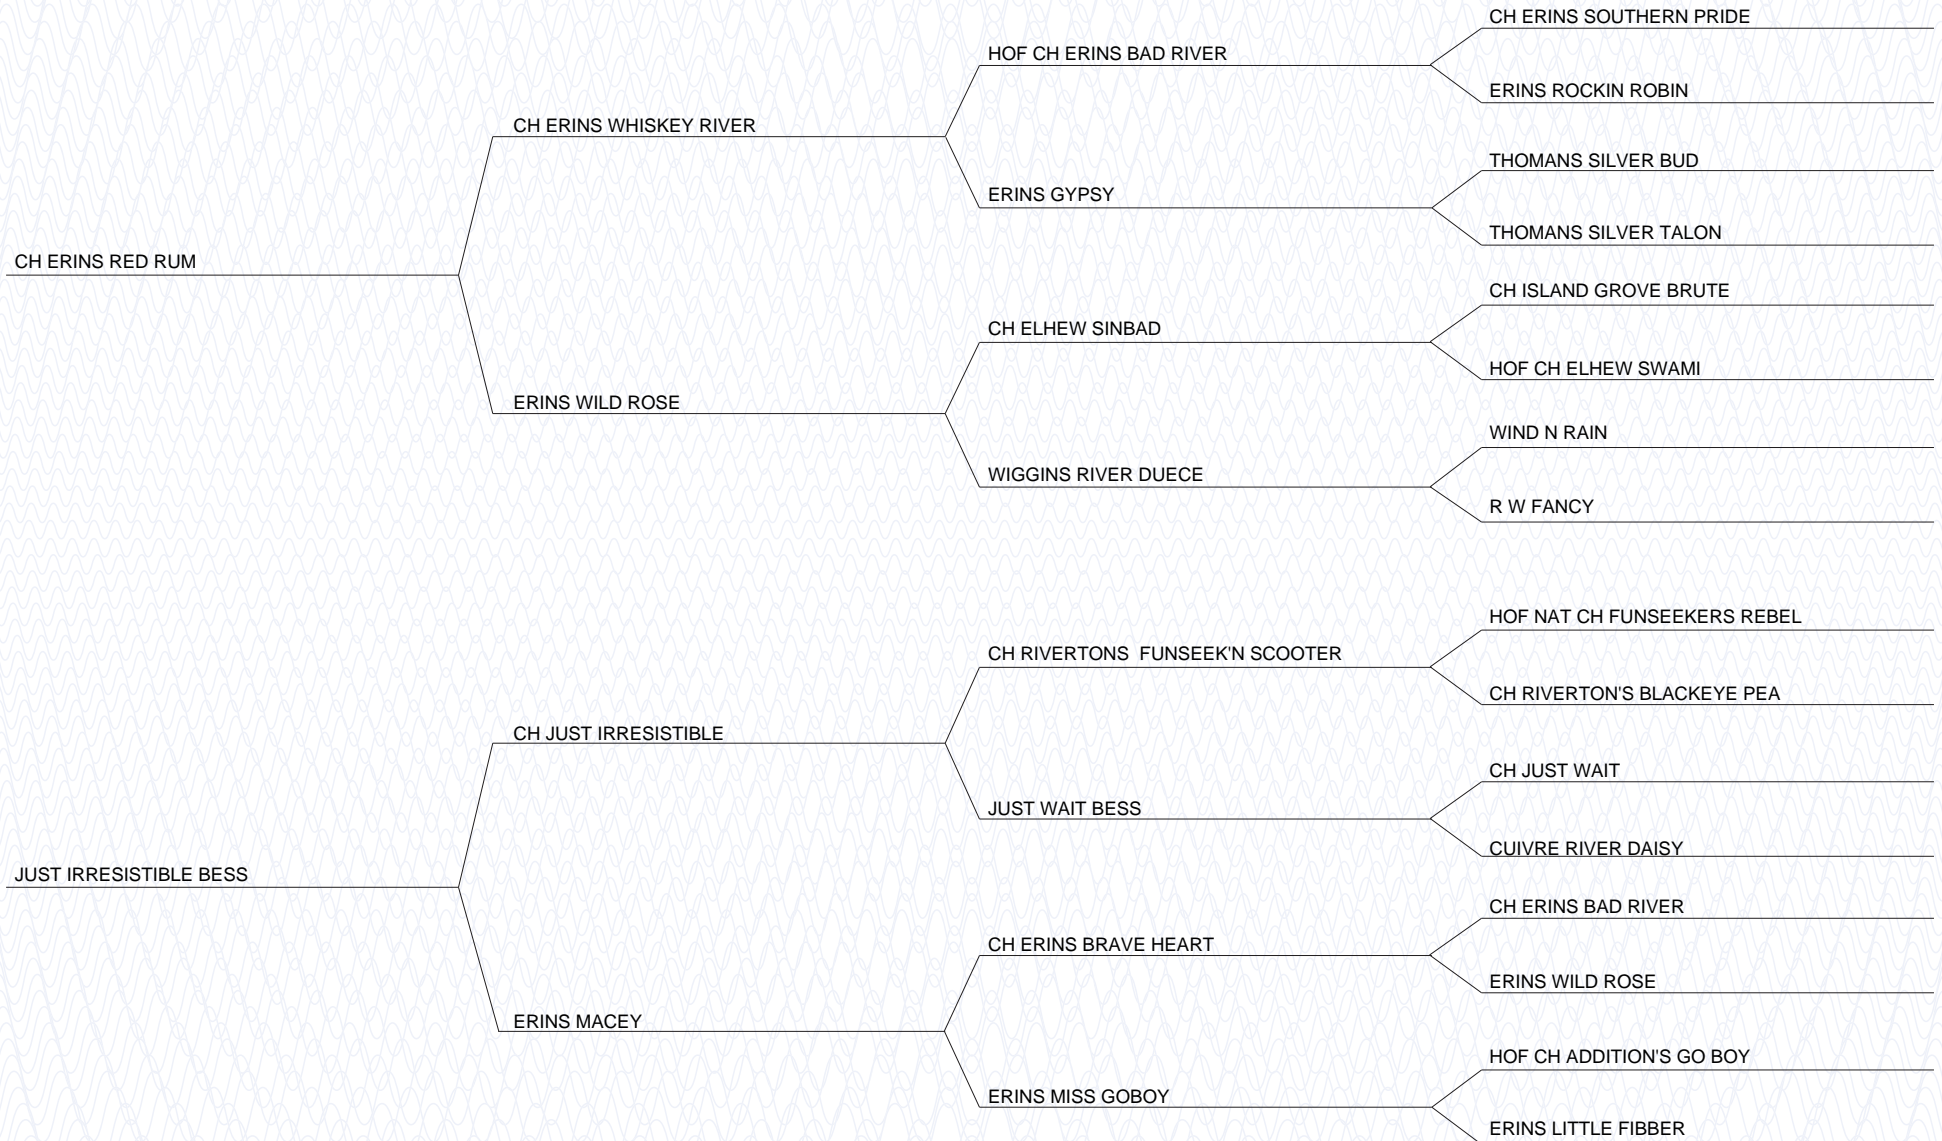 CH ERINS SOUTHERN PRIDE
HOF CH ERINS BAD RIVER
ERINS ROCKIN ROBIN
CH ERINS WHISKEY RIVER
THOMANS SILVER BUD
ERINS GYPSY
THOMANS SILVER TALON
CH ERINS RED RUM
CH ISLAND GROVE BRUTE
CH ELHEW SINBAD
HOF CH ELHEW SWAMI
ERINS WILD ROSE
WIND N RAIN
WIGGINS RIVER DUECE
R W FANCY
HOF NAT CH FUNSEEKERS REBEL
CH RIVERTONS  FUNSEEK'N SCOOTER
CH RIVERTON'S BLACKEYE PEA
CH JUST IRRESISTIBLE
CH JUST WAIT
JUST WAIT BESS
CUIVRE RIVER DAISY
JUST IRRESISTIBLE BESS
CH ERINS BAD RIVER
CH ERINS BRAVE HEART
ERINS WILD ROSE
ERINS MACEY
HOF CH ADDITION'S GO BOY
ERINS MISS GOBOY
ERINS LITTLE FIBBER